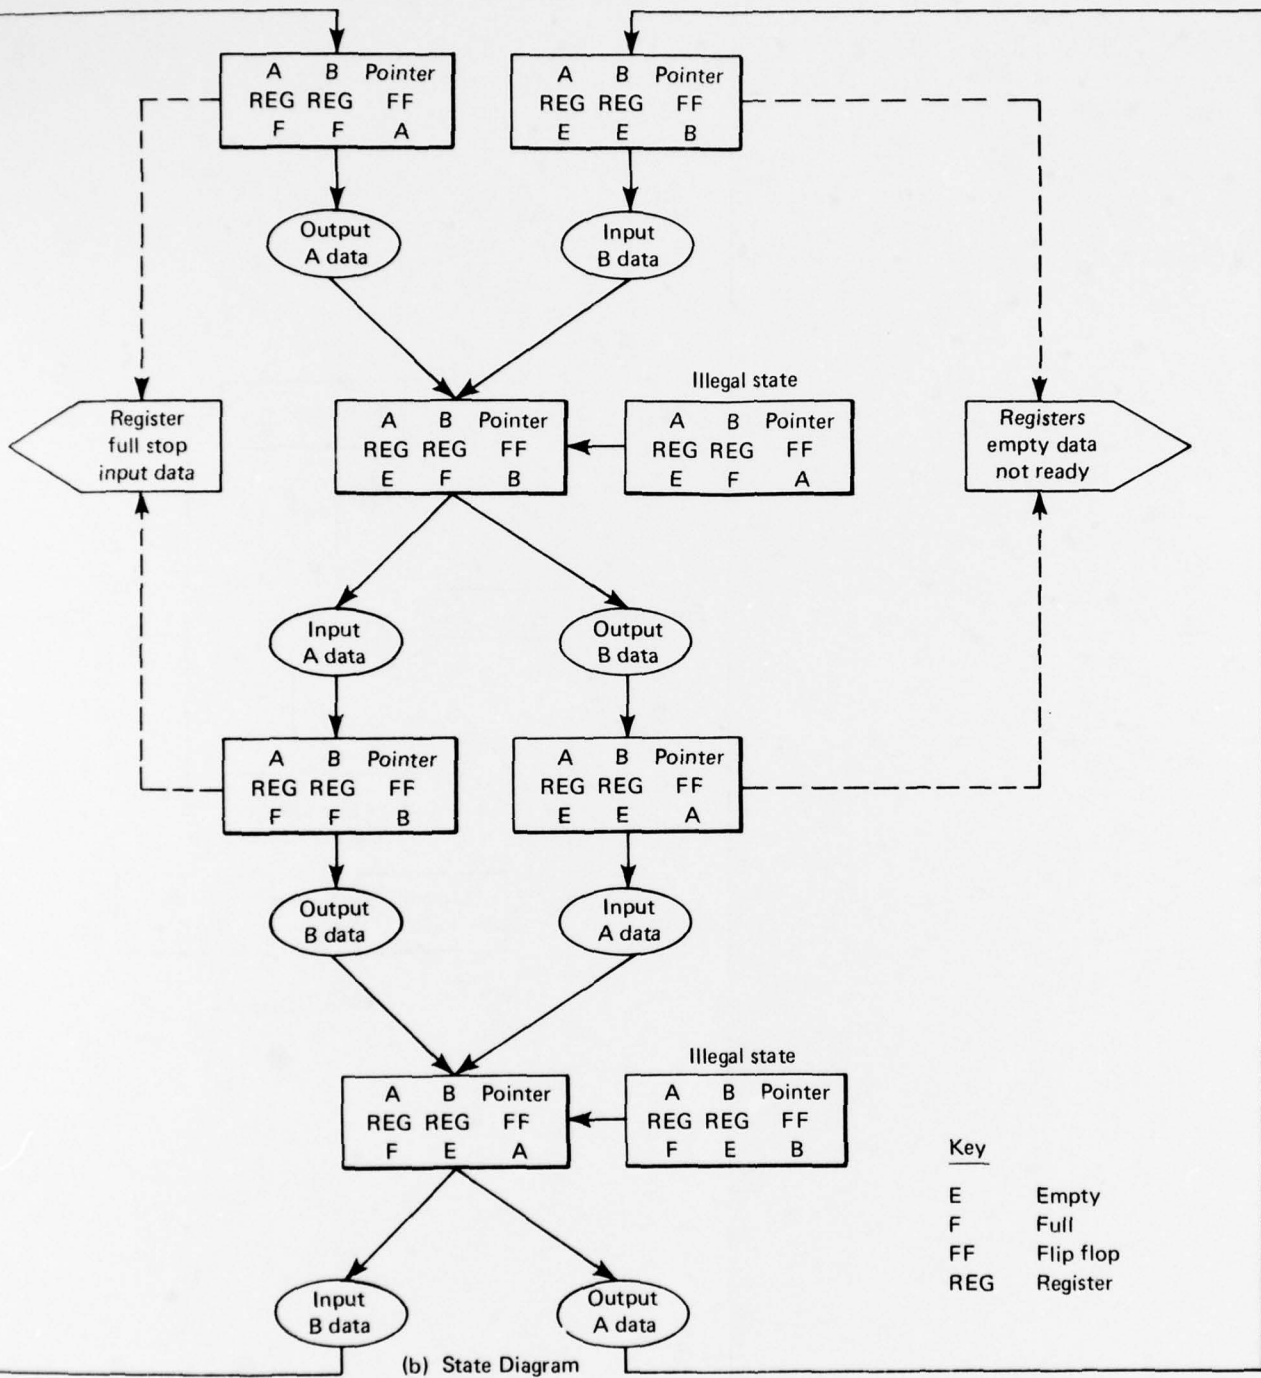 A B Pointer
REG REG FF
F F A
A B Pointer
REG REG FF
E E B
Output
A data
Input
B data
Register
full stop
input data
A B Pointer
REG REG FF
E F B
Illegal state
A B Pointer
REG REG FF
E F A
Registers
empty data
not ready
Input
A data
Output
B data
A B Pointer
REG REG FF
F F B
A B Pointer
REG REG FF
E E A
Output
B data
Input
A data
A B Pointer
REG REG FF
F E A
Illegal state
A B Pointer
REG REG FF
F E B
Key
E Empty
F Full
FF Flip flop
REG Register
Input
B data
Output
A data
(b) State Diagram